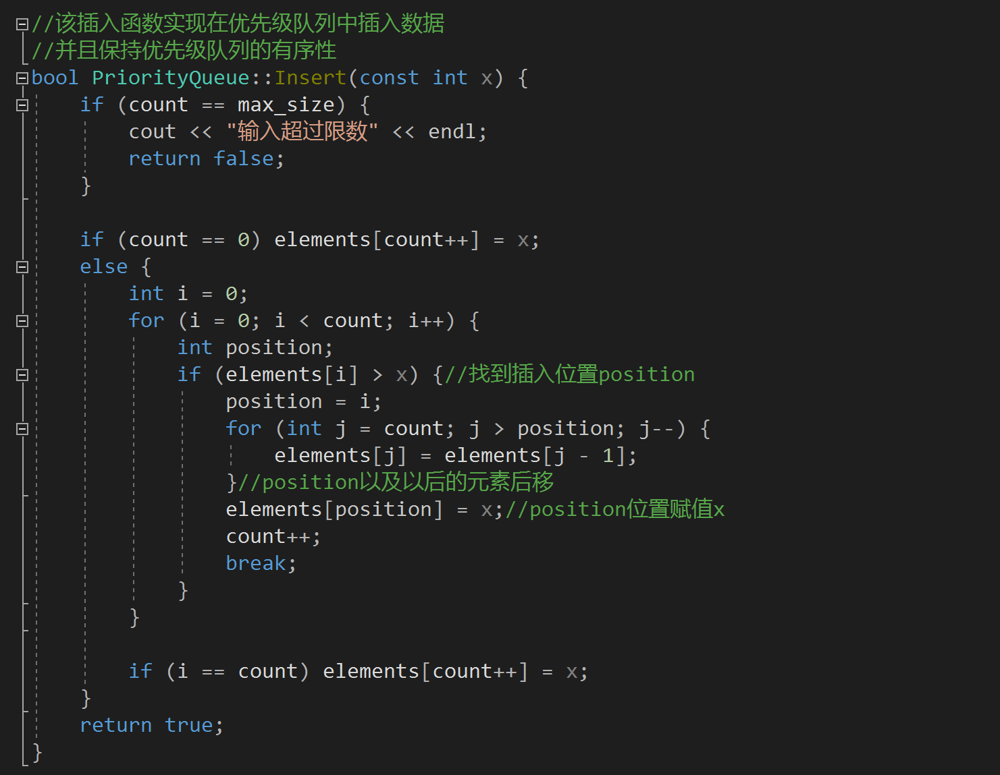 //该插入函数实现在优先级队列中插入数据
//并且保持优先级队列的有序性
bool PriorityQueue::Insert(const int x) {
    if (count == max_size) {
        cout << "输入超过限数" << endl;
        return false;
    }

    if (count == 0) elements[count++] = x;
    else {
        int i = 0;
        for (i = 0; i < count; i++) {
            int position;
            if (elements[i] > x) {//找到插入位置position
                position = i;
                for (int j = count; j > position; j--) {
                    elements[j] = elements[j - 1];
                }//position以及以后的元素后移
                elements[position] = x;//position位置赋值x
                count++;
                break;
            }
        }

        if (i == count) elements[count++] = x;
    }
    return true;
}